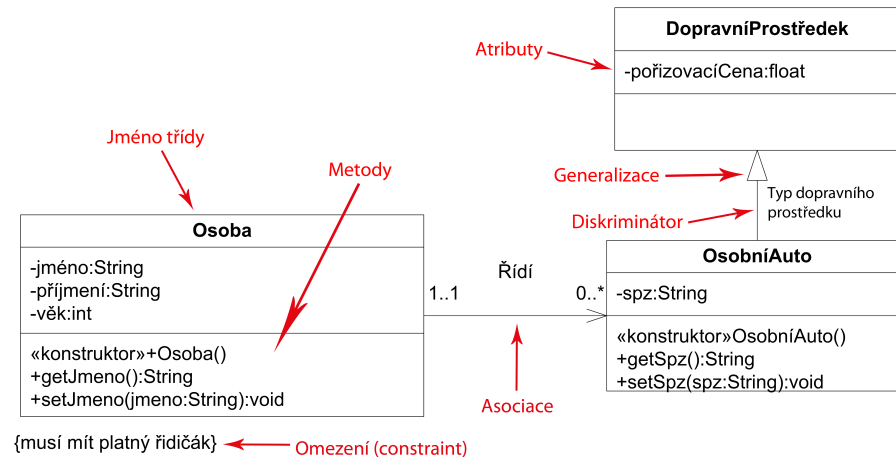 DopravníProstředek
Atributy
-pořizovacíCena:float
Jméno třídy
Metody
Generalizace
Typ dopravního
prostředku
Diskriminátor
Osoba
-jméno:String
-příjmení:String
-věk:int
«konstruktor»+Osoba()
+getJmeno():String
+setJmeno(jmeno:String):void
{musí mít platný řidičák}
Omezení (constraint)
1..1
Řídí
0..*
Asociace
OsobníAuto
-spz:String
«konstruktor»OsobníAuto()
+getSpz():String
+setSpz(spz:String):void